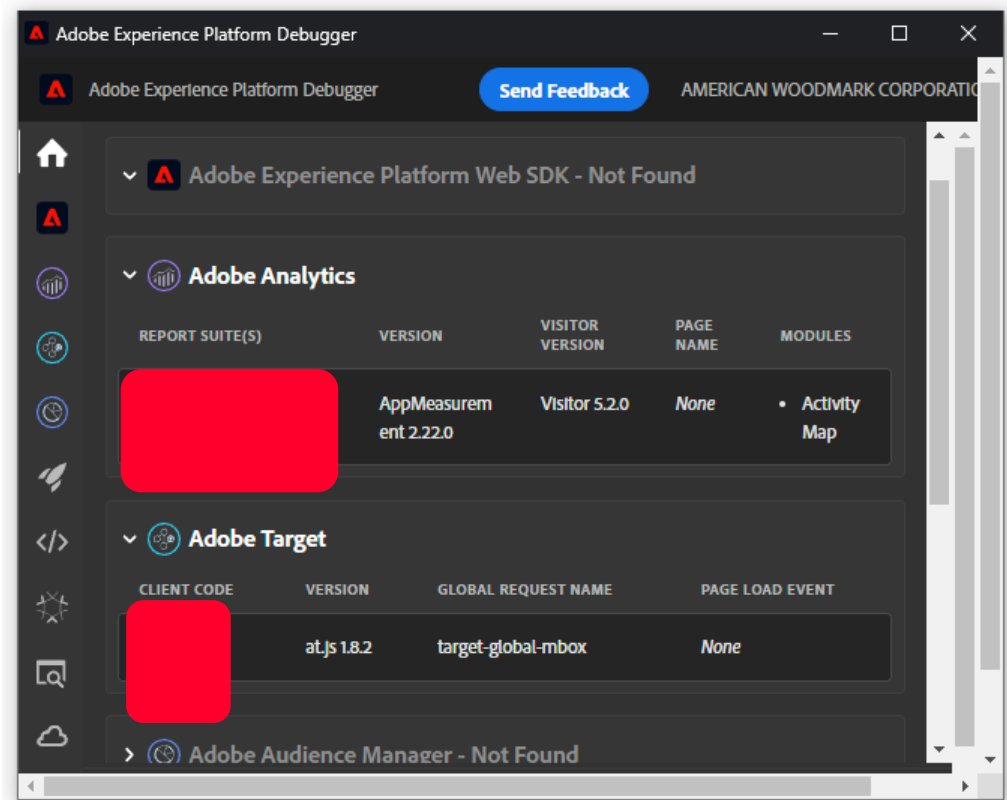 Adobe Experience Platform Debugger
Adobe Experience Platform Debugger
Send Feedback
AMERICAN WOODMARK CORPORATIO
Adobe Experience Platform Web SDK - Not Found
Adobe Analytics
REPORT SUITE(S) VERSION VISITOR VERSION PAGE NAME MODULES
AppMeasurem
ent 2.22.0
Visitor 5.2.0
None
• Activity
Map
Adobe Target
CLIENT CODE VERSION GLOBAL REQUEST NAME PAGE LOAD EVENT
at.js 1.8.2 target-global-mbox None
Adobe Audience Manager - Not Found